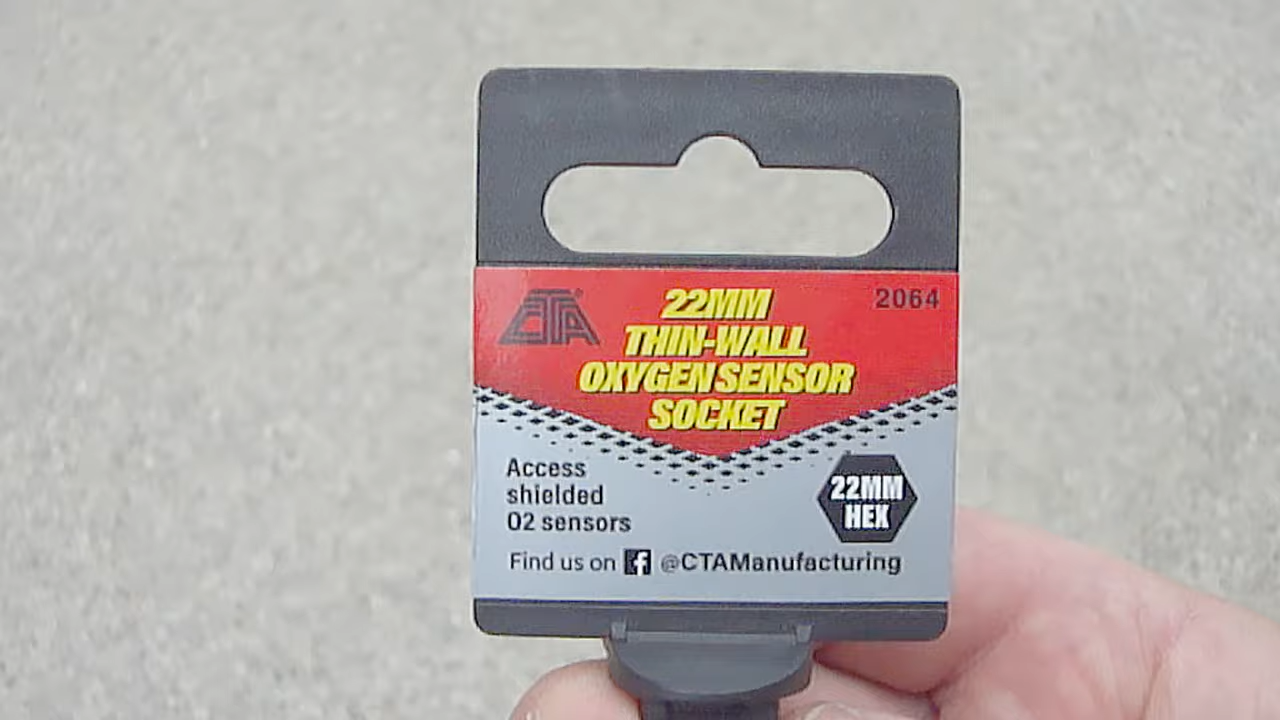 CTA
22MM
THIN-WALL
OXYGEN SENSOR
SOCKET
2064
Access
shielded
O2 sensors
22MM
HEX
Find us on f @CTAManufacturing